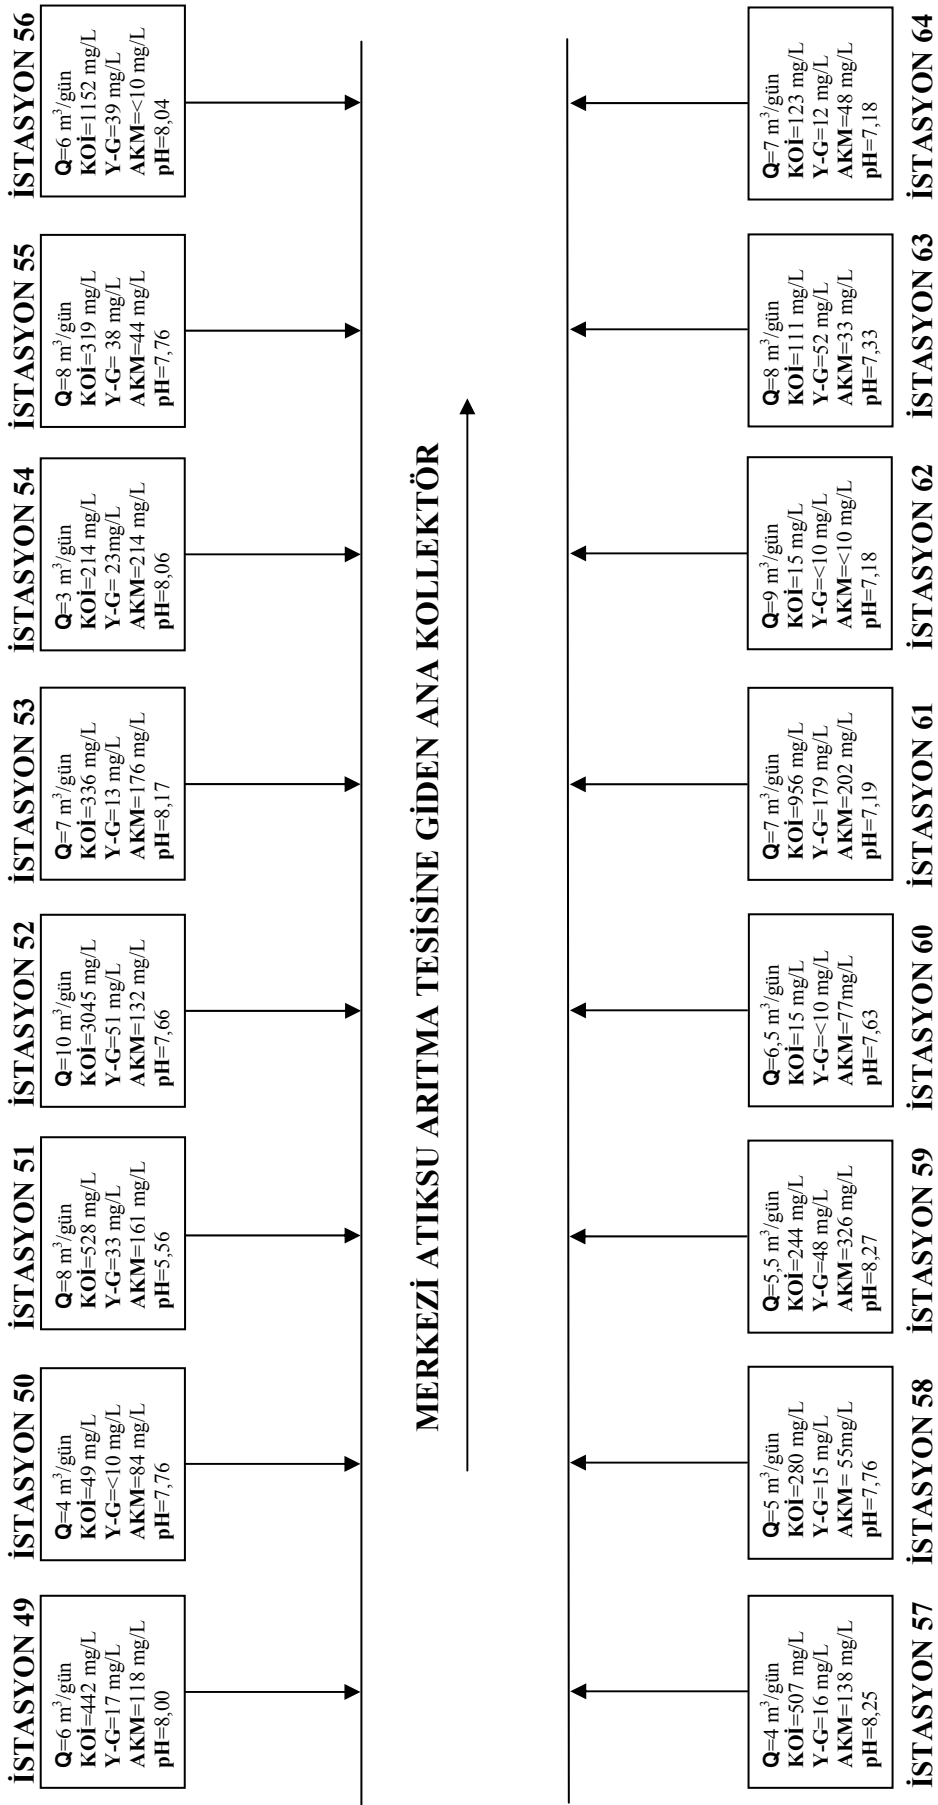 İSTASYON 49
Q=6 m³/gün
KOİ=442 mg/L
Y-G=17 mg/L
AKM=118 mg/L
pH=8,00
İSTASYON 50
Q=4 m³/gün
KOİ=49 mg/L
Y-G=<10 mg/L
AKM=84 mg/L
pH=7,76
İSTASYON 51
Q=8 m³/gün
KOİ=528 mg/L
Y-G=33 mg/L
AKM=161 mg/L
pH=5,56
İSTASYON 52
Q=10 m³/gün
KOİ=3045 mg/L
Y-G=51 mg/L
AKM=132 mg/L
pH=7,66
İSTASYON 53
Q=7 m³/gün
KOİ=336 mg/L
Y-G=13 mg/L
AKM=176 mg/L
pH=8,17
İSTASYON 54
Q=3 m³/gün
KOİ=214 mg/L
Y-G= 23mg/L
AKM=214 mg/L
pH=8,06
İSTASYON 55
Q=8 m³/gün
KOİ=319 mg/L
Y-G= 38 mg/L
AKM=44 mg/L
pH=7,76
İSTASYON 56
Q=6 m³/gün
KOİ=1152 mg/L
Y-G=39 mg/L
AKM=<10 mg/L
pH=8,04
MERKEZİ ATIKSU ARITMA TESİSİNE GİDEN ANA KOLLEKTÖR
Q=4 m³/gün
KOİ=507 mg/L
Y-G=16 mg/L
AKM=138 mg/L
pH=8,25
İSTASYON 57
Q=5 m³/gün
KOİ=280 mg/L
Y-G=15 mg/L
AKM= 55mg/L
pH=7,76
İSTASYON 58
Q=5,5 m³/gün
KOİ=244 mg/L
Y-G=48 mg/L
AKM=326 mg/L
pH=8,27
İSTASYON 59
Q=6,5 m³/gün
KOİ=15 mg/L
Y-G=<10 mg/L
AKM=77mg/L
pH=7,63
İSTASYON 60
Q=7 m³/gün
KOİ=956 mg/L
Y-G=179 mg/L
AKM=202 mg/L
pH=7,19
İSTASYON 61
Q=9 m³/gün
KOİ=15 mg/L
Y-G=<10 mg/L
AKM=<10 mg/L
pH=7,18
İSTASYON 62
Q=8 m³/gün
KOİ=111 mg/L
Y-G=52 mg/L
AKM=33 mg/L
pH=7,33
İSTASYON 63
Q=7 m³/gün
KOİ=123 mg/L
Y-G=12 mg/L
AKM=48 mg/L
pH=7,18
İSTASYON 64